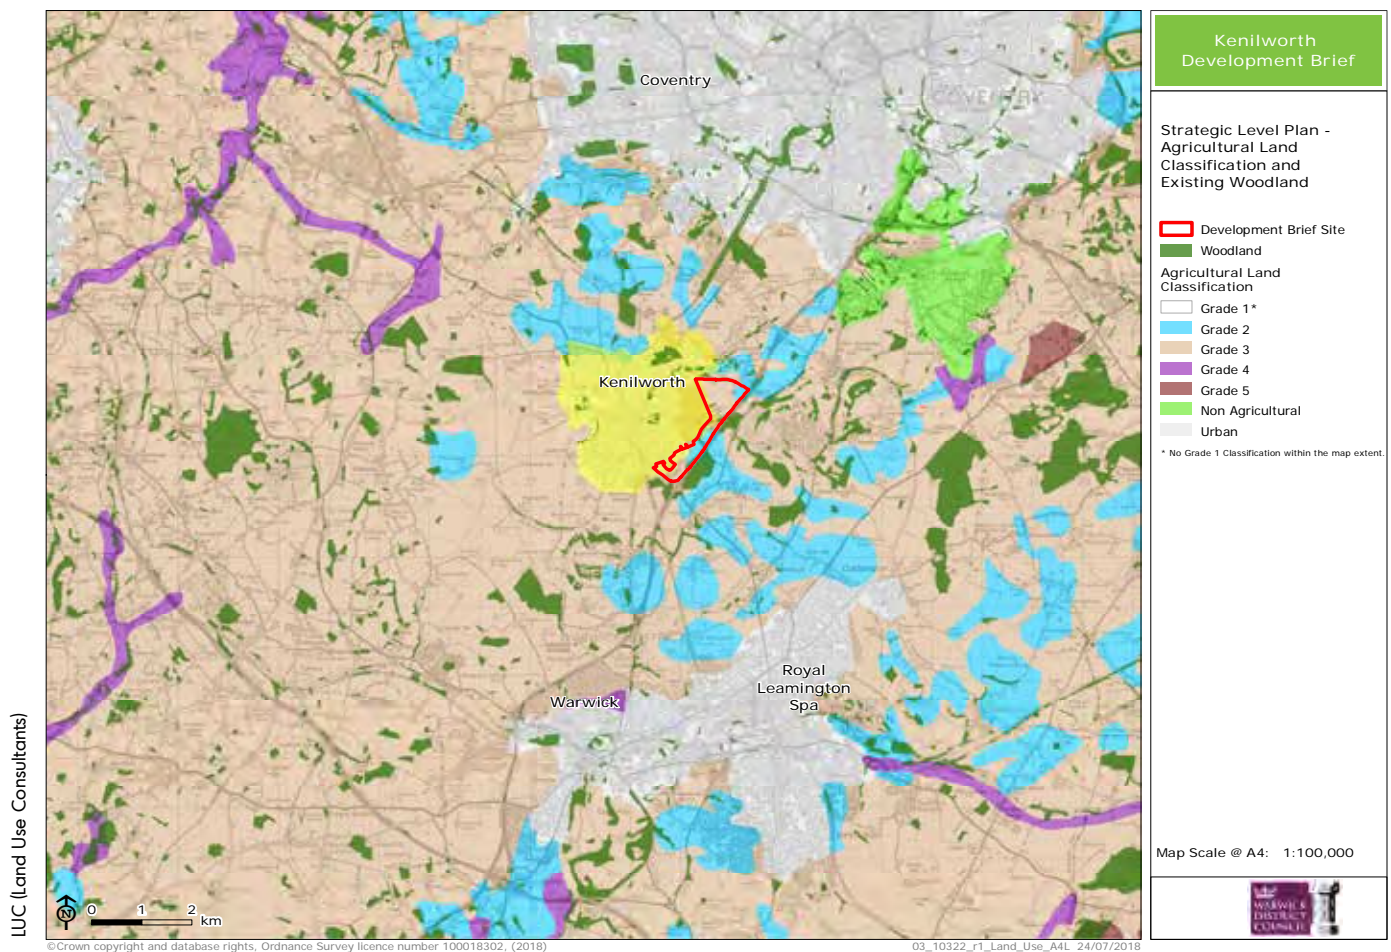 Kenilworth
Development Brief
Strategic Level Plan -
Agricultural Land
Classification and
Existing Woodland
Development Brief Site
Woodland
Agricultural Land
Classification
Grade 1*
Grade 2
Grade 3
Grade 4
Grade 5
Non Agricultural
Urban
* No Grade 1 Classification within the map extent.
Map Scale @ A4: 1:100,000
WARWICK
DISTRICT
COUNCIL
Coventry
Kenilworth
Royal
Leamington
Spa
Warwick
N
0 1 2
km
LUC (Land Use Consultants)
©Crown copyright and database rights, Ordnance Survey licence number 100018302, (2018)
03_10322_r1_Land_Use_A4L 24/07/2018